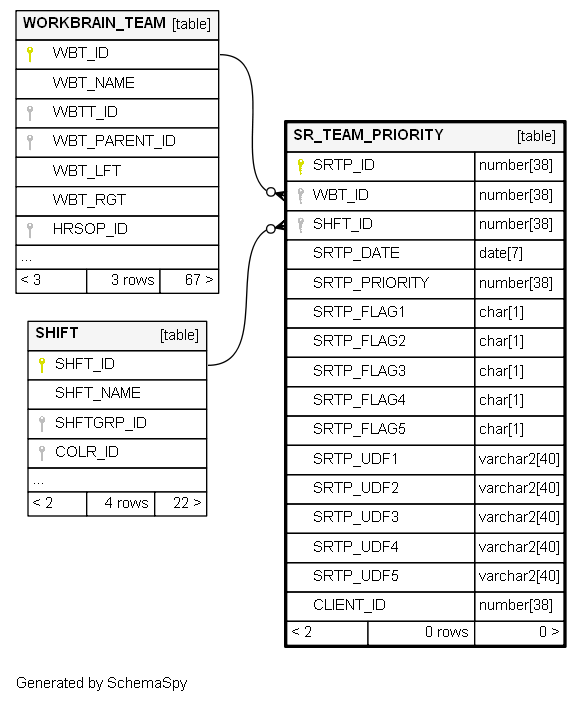 WORKBRAIN_TEAM [table]
WBT_ID
WBT_NAME
WBTT_ID
WBT_PARENT_ID
WBT_LFT
WBT_RGT
HRSOP_ID
...
< 3 3 rows 67 >
SHIFT [table]
SHFT_ID
SHFT_NAME
SHFTGRP_ID
COLR_ID
...
< 2 4 rows 22 >
SR_TEAM_PRIORITY [table]
SRTP_ID number[38]
WBT_ID number[38]
SHFT_ID number[38]
SRTP_DATE date[7]
SRTP_PRIORITY number[38]
SRTP_FLAG1 char[1]
SRTP_FLAG2 char[1]
SRTP_FLAG3 char[1]
SRTP_FLAG4 char[1]
SRTP_FLAG5 char[1]
SRTP_UDF1 varchar2[40]
SRTP_UDF2 varchar2[40]
SRTP_UDF3 varchar2[40]
SRTP_UDF4 varchar2[40]
SRTP_UDF5 varchar2[40]
CLIENT_ID number[38]
< 2 0 rows 0 >
Generated by SchemaSpy